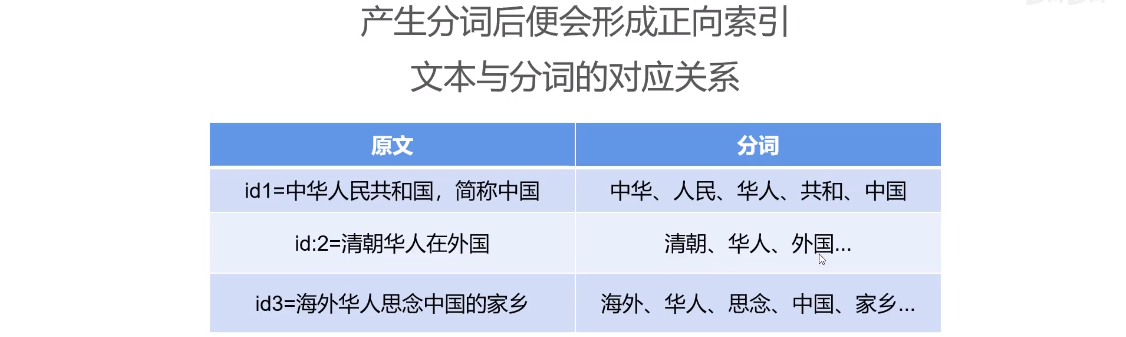 产生分词后便会形成正向索引
文本与分词的对应关系
原文 分词
id1=中华人民共和国，简称中国 中华、人民、华人、共和、中国
id:2=清朝华人在外国 清朝、华人、外国...
id3=海外华人思念中国的家乡 海外、华人、思念、中国、家乡...